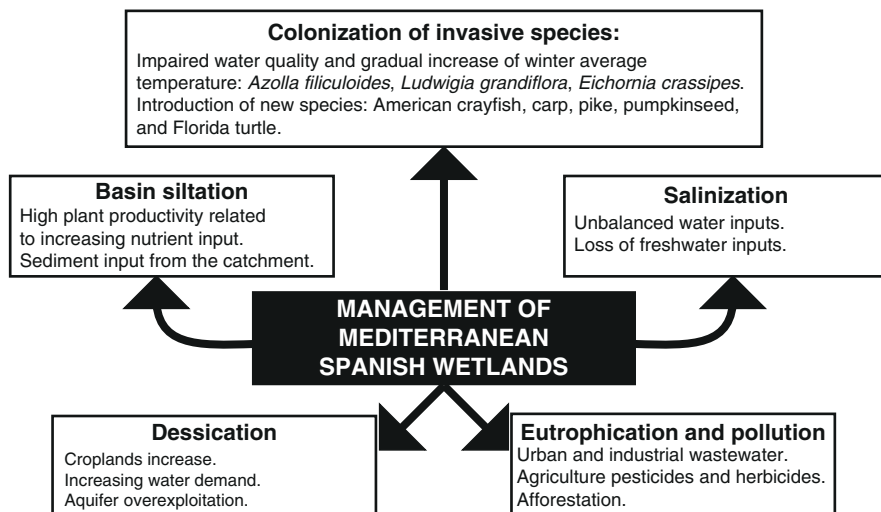 Colonization of invasive species:
Impaired water quality and gradual increase of winter average
temperature: Azolla filiculoides, Ludwigia grandiflora, Eichornia crassipes.
Introduction of new species: American crayfish, carp, pike, pumpkinseed,
and Florida turtle.
Basin siltation
High plant productivity related
to increasing nutrient input.
Sediment input from the catchment.
Salinization
Unbalanced water inputs.
Loss of freshwater inputs.
MANAGEMENT OF
MEDITERRANEAN
SPANISH WETLANDS
Dessication
Croplands increase.
Increasing water demand.
Aquifer overexploitation.
Eutrophication and pollution
Urban and industrial wastewater.
Agriculture pesticides and herbicides.
Afforestation.